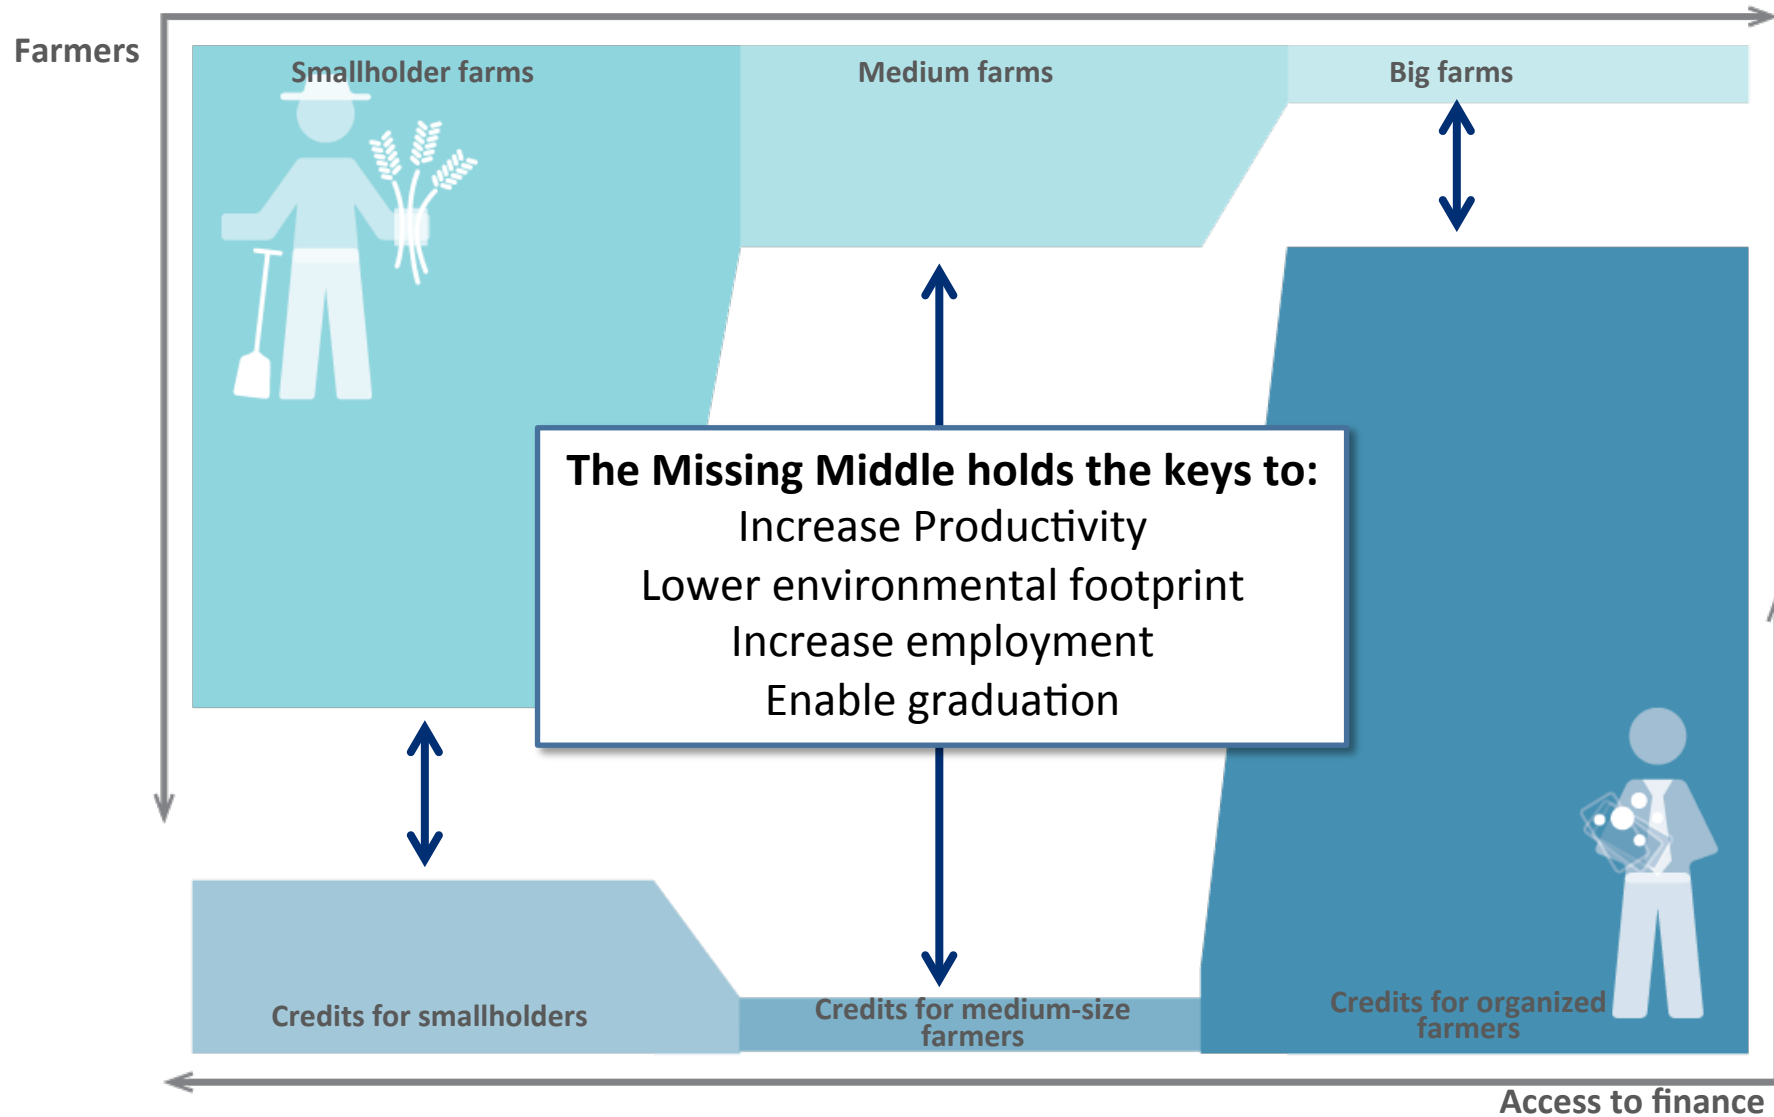 Farmers
Smallholder farms
Medium farms
Big farms
The Missing Middle holds the keys to:
Increase Productivity
Lower environmental footprint
Increase employment
Enable graduation
Credits for smallholders
Credits for medium-size
farmers
Credits for organized
farmers
Access to finance